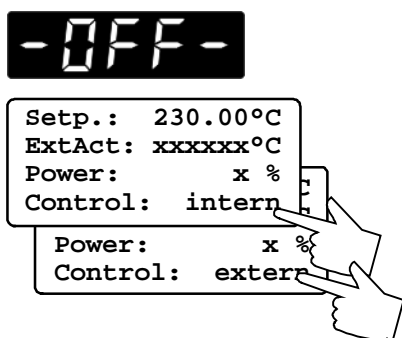 -OFF-
Setp.: 230.00°C
ExtAct: xxxxxx°C
Power: x %
Control: intern
C
Power: x %
Control: extern